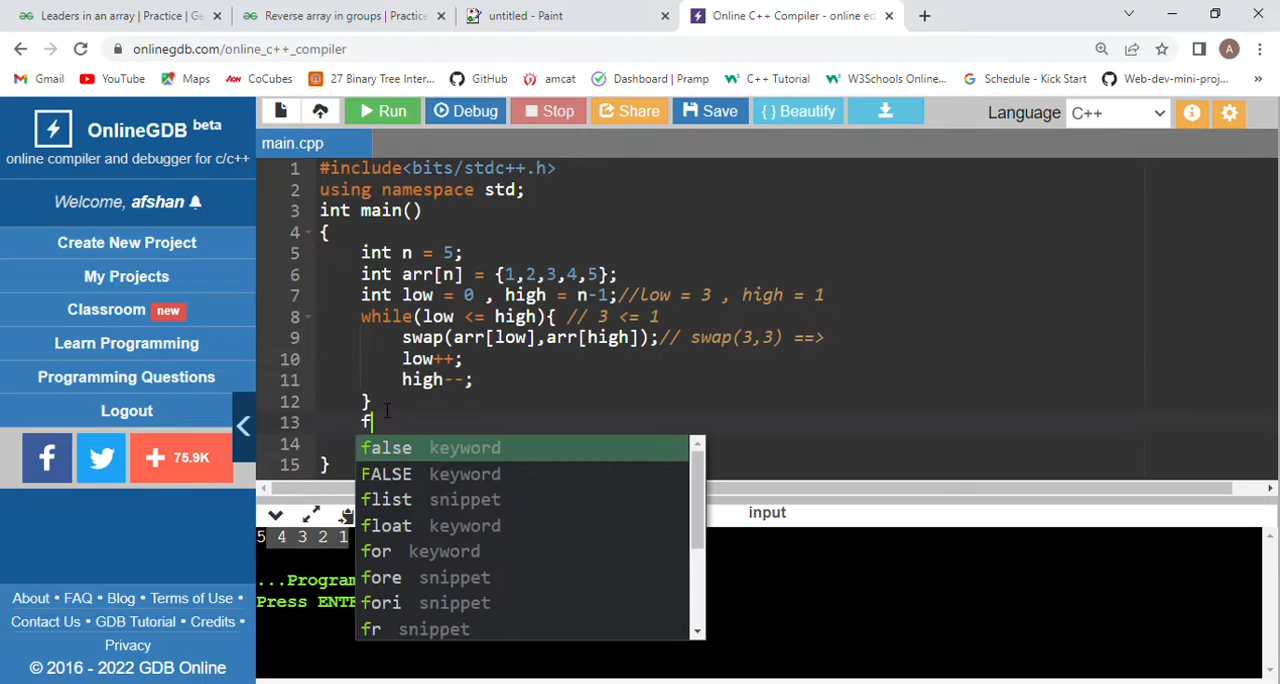 Leaders in an array | Practice | Ge
Reverse array in groups | Practice
untitled - Paint
Online C++ Compiler - online edi
onlinegdb.com/online_c++_compiler
Gmail
YouTube
Maps
AON CoCubes
27 Binary Tree Inter...
GitHub
amcat
Dashboard | Pramp
C++ Tutorial
W3Schools Online...
Schedule - Kick Start
Web-dev-mini-proj...
»
A
OnlineGDB beta
online compiler and debugger for c/c++
Welcome, afshan
Create New Project
My Projects
Classroom new
Learn Programming
Programming Questions
Logout
75.9K
About • FAQ • Blog • Terms of Use •
Contact Us • GDB Tutorial • Credits •
Privacy
© 2016 - 2022 GDB Online
Run
Debug
Stop
Share
Save
{ } Beautify
Language C++
main.cpp
1 #include<bits/stdc++.h>
2 using namespace std;
3 int main()
4 {
5 int n = 5;
6 int arr[n] = {1,2,3,4,5};
7 int low = 0 , high = n-1;//low = 3 , high = 1
8 while(low <= high){ // 3 <= 1
9 swap(arr[low],arr[high]);// swap(3,3) ==>
10 low++;
11 high--;
12 }
13 f
14
15 }
false keyword
FALSE keyword
flist snippet
float keyword
for keyword
fore snippet
fori snippet
fr snippet
input
5 4 3 2 1
...Program
Press ENTE